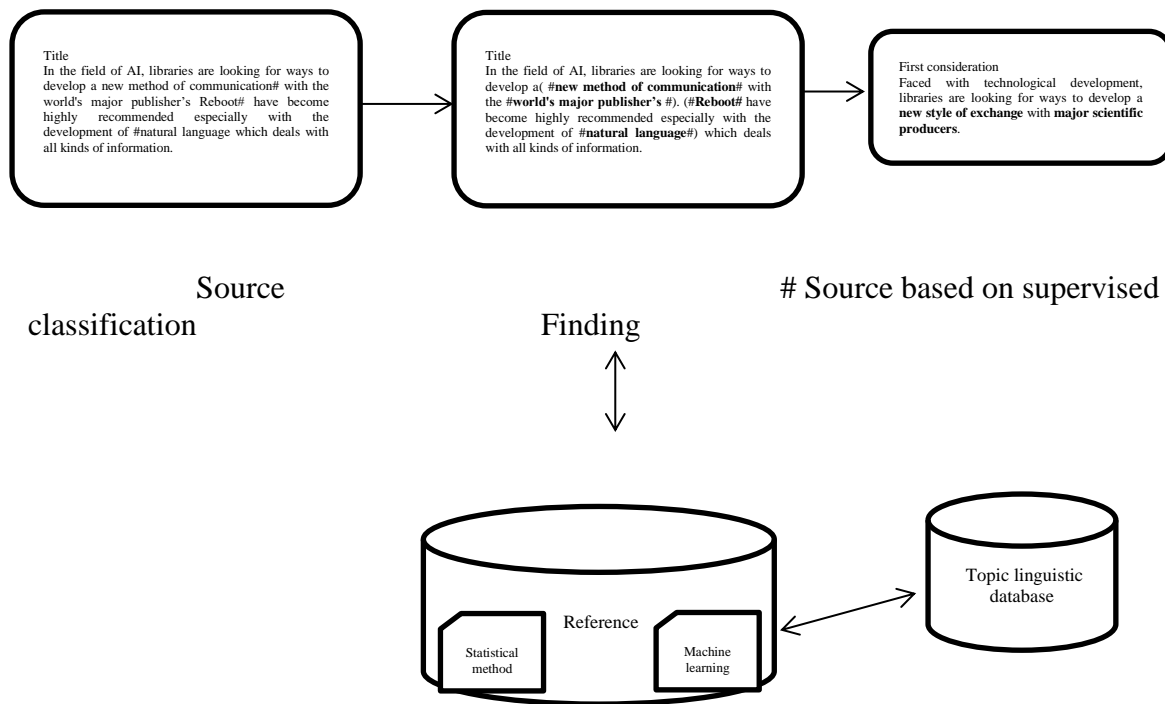 Title
In the field of AI, libraries are looking for ways to
develop a new method of communication# with the
world's major publisher's Reboot# have become
highly recommended especially with the
development of #natural language which deals with
all kinds of information.
Title
In the field of AI, libraries are looking for ways to
develop a( #new method of communication# with
the #world's major publisher's #). (#Reboot# have
become highly recommended especially with the
development of #natural language#) which deals
with all kinds of information.
First consideration
Faced with technological development,
libraries are looking for ways to develop a
new style of exchange with major scientific
producers.
Source # Source based on supervised
classification Finding
Reference
Statistical
method
Machine
learning
Topic linguistic
database